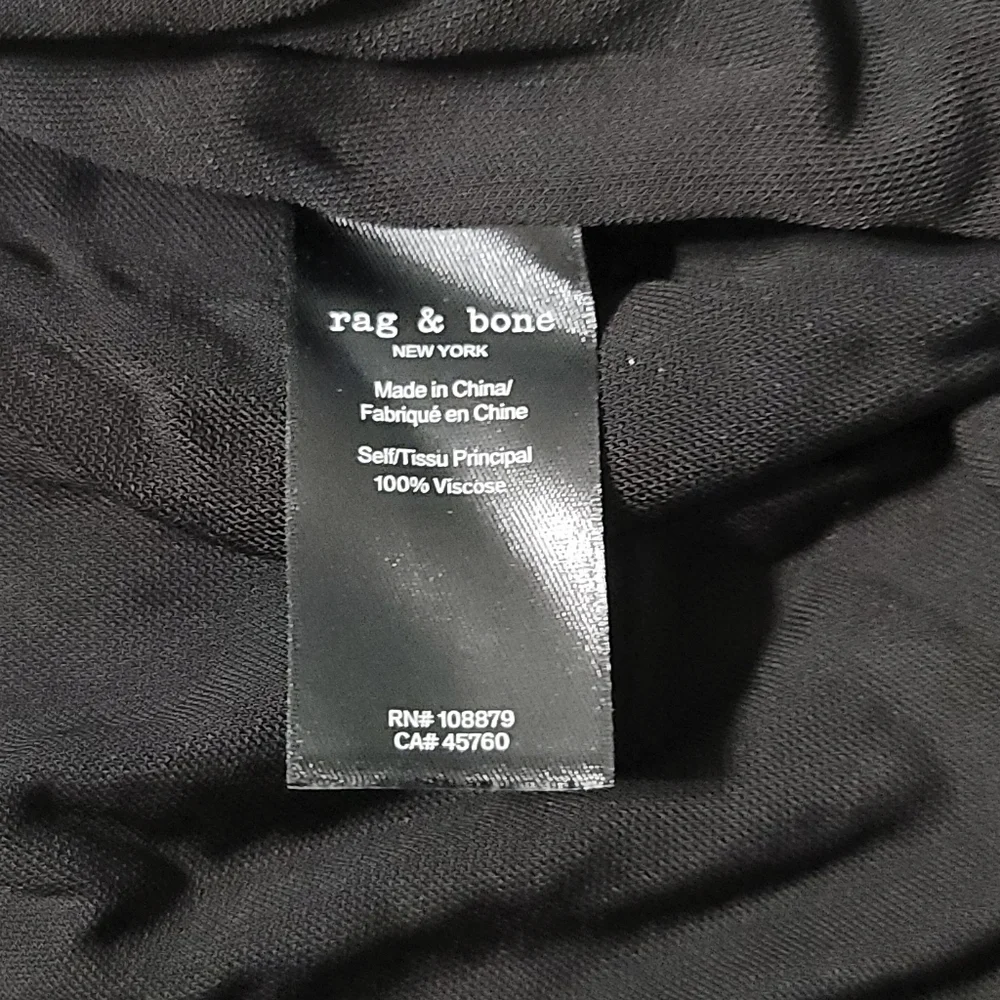 rag & bone
NEW YORK
Made in China/
Fabriqué en Chine
Self/Tissu Principal
100% Viscose
RN# 108879
CA# 45760